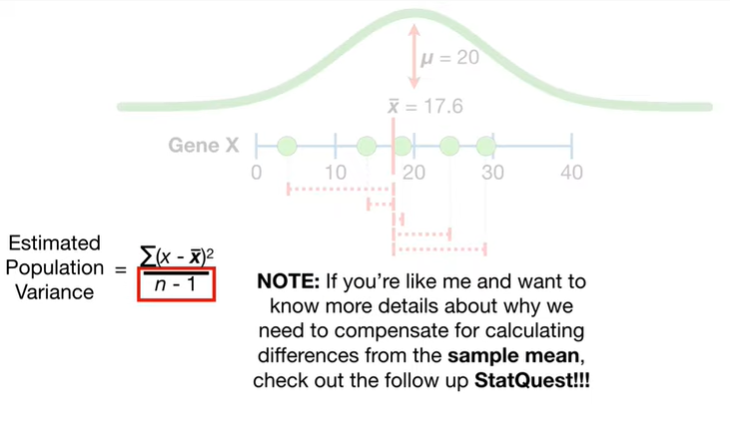 μ = 20
x̄ = 17.6
Gene X
0 10 20 30 40
Estimated
Population
Variance
= Σ(x - x̄)²
n - 1
NOTE: If you’re like me and want to
know more details about why we
need to compensate for calculating
differences from the sample mean,
check out the follow up StatQuest!!!